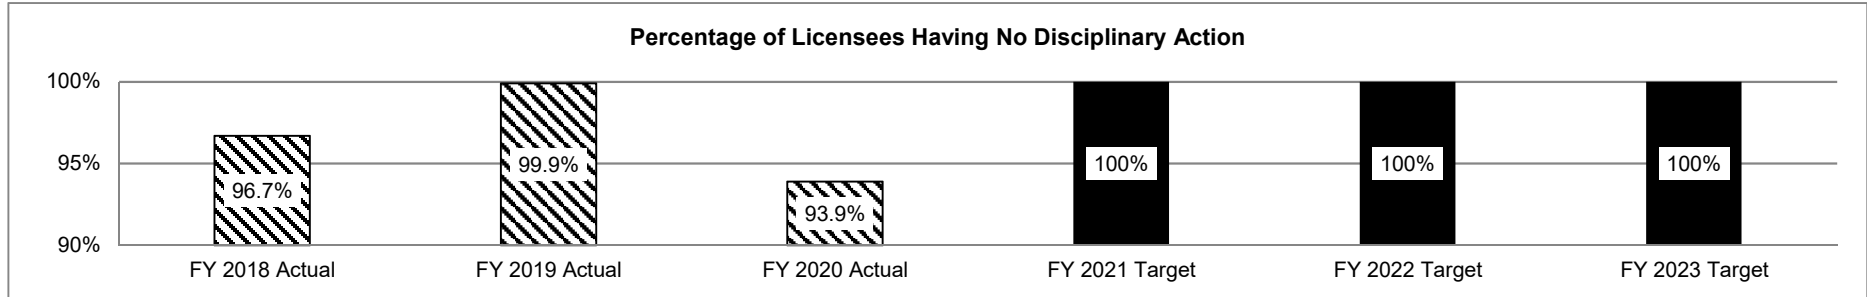 Percentage of Licensees Having No Disciplinary Action
100%
95%
90%
96.7%
99.9%
93.9%
100%
100%
100%
FY 2018 Actual
FY 2019 Actual
FY 2020 Actual
FY 2021 Target
FY 2022 Target
FY 2023 Target